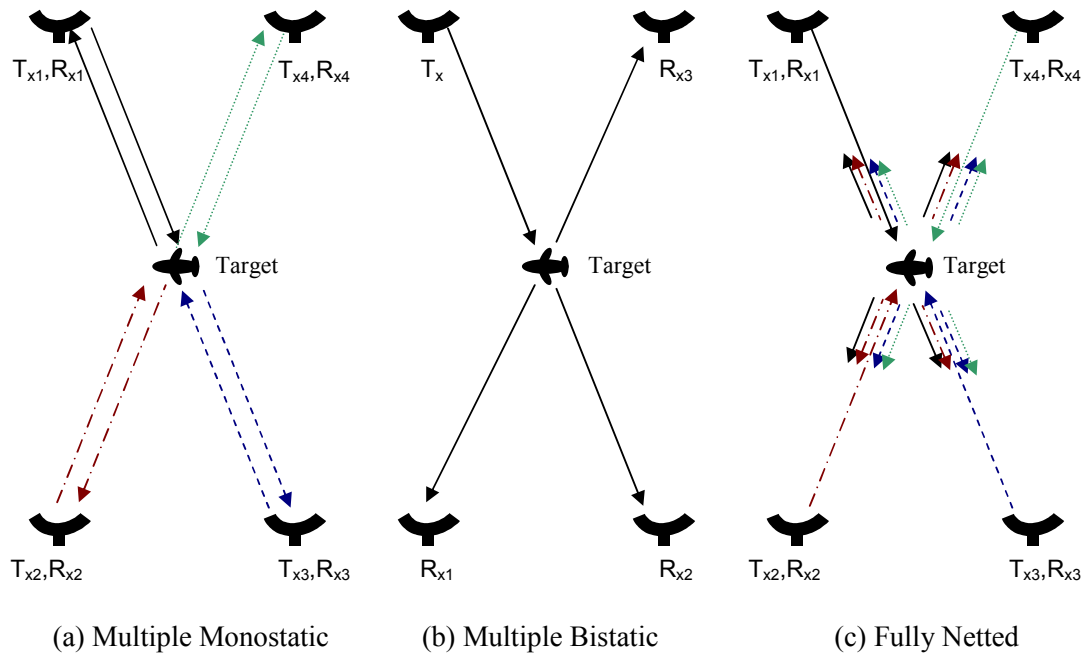 Tx1,Rx1
Tx4,Rx4
Target
Tx2,Rx2
Tx3,Rx3
(a) Multiple Monostatic
Tx
Rx3
Target
Rx1
Rx2
(b) Multiple Bistatic
Tx1,Rx1
Tx4,Rx4
Target
Tx2,Rx2
Tx3,Rx3
(c) Fully Netted